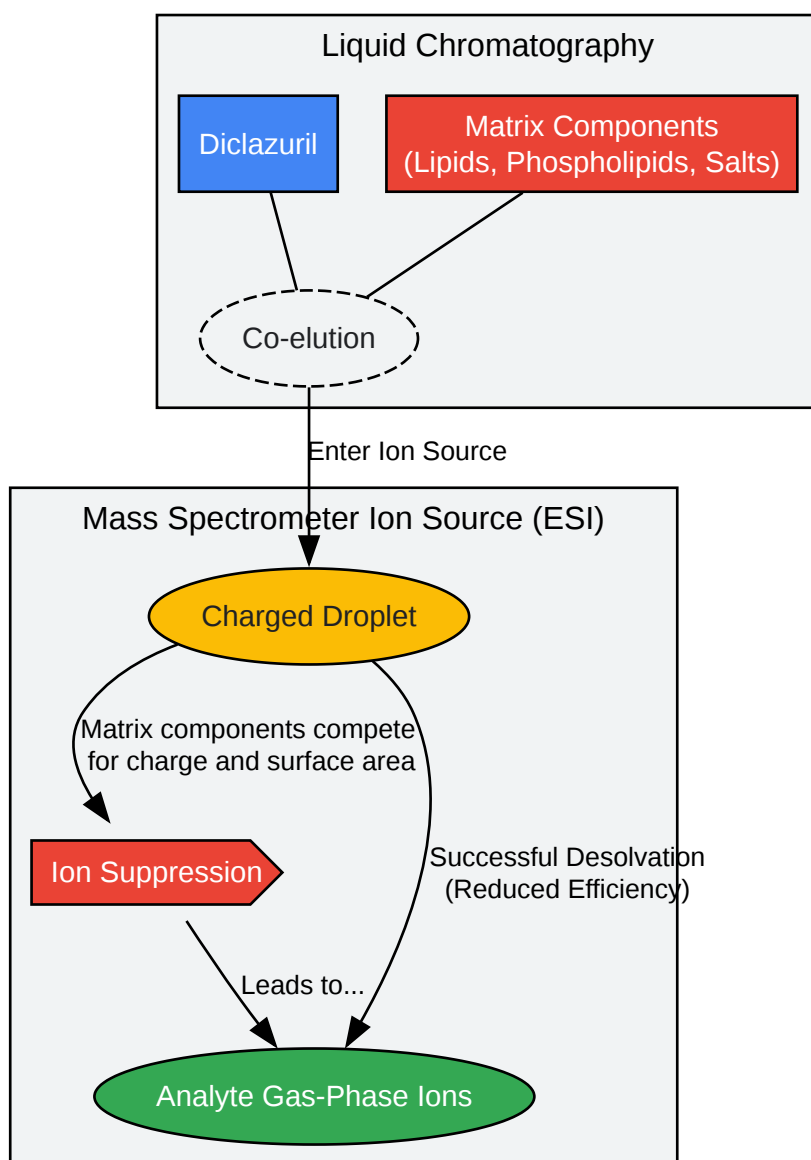 Liquid Chromatography
Diclazuril
Matrix Components
(Lipids, Phospholipids, Salts)
Co-elution
Enter Ion Source
Mass Spectrometer Ion Source (ESI)
Charged Droplet
Matrix components compete
for charge and surface area
Ion Suppression
Successful Desolvation
(Reduced Efficiency)
Leads to...
Analyte Gas-Phase Ions